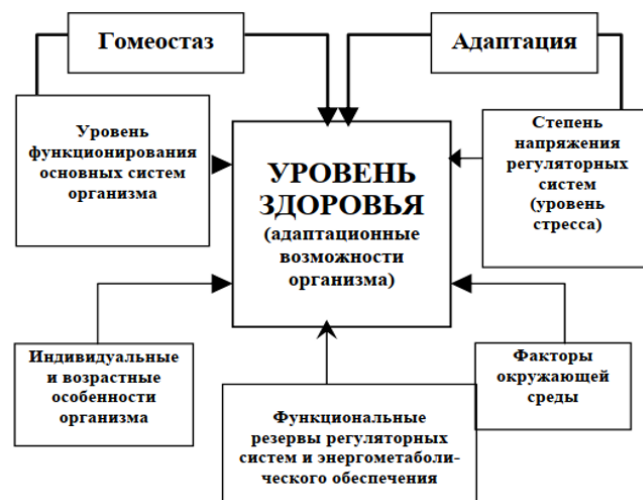 Гомеостаз
Адаптация
Уровень
функционирования
основных систем
организма
УРОВЕНЬ
ЗДОРОВЬЯ
(адаптационные
возможности
организма)
Степень
напряжения
регуляторных
систем
(уровень
стресса)
Индивидуальные
и возрастные
особенности
организма
Функциональные
резервы регуляторных
систем и энергометаболи-
ческого обеспечения
Факторы
окружающей
среды